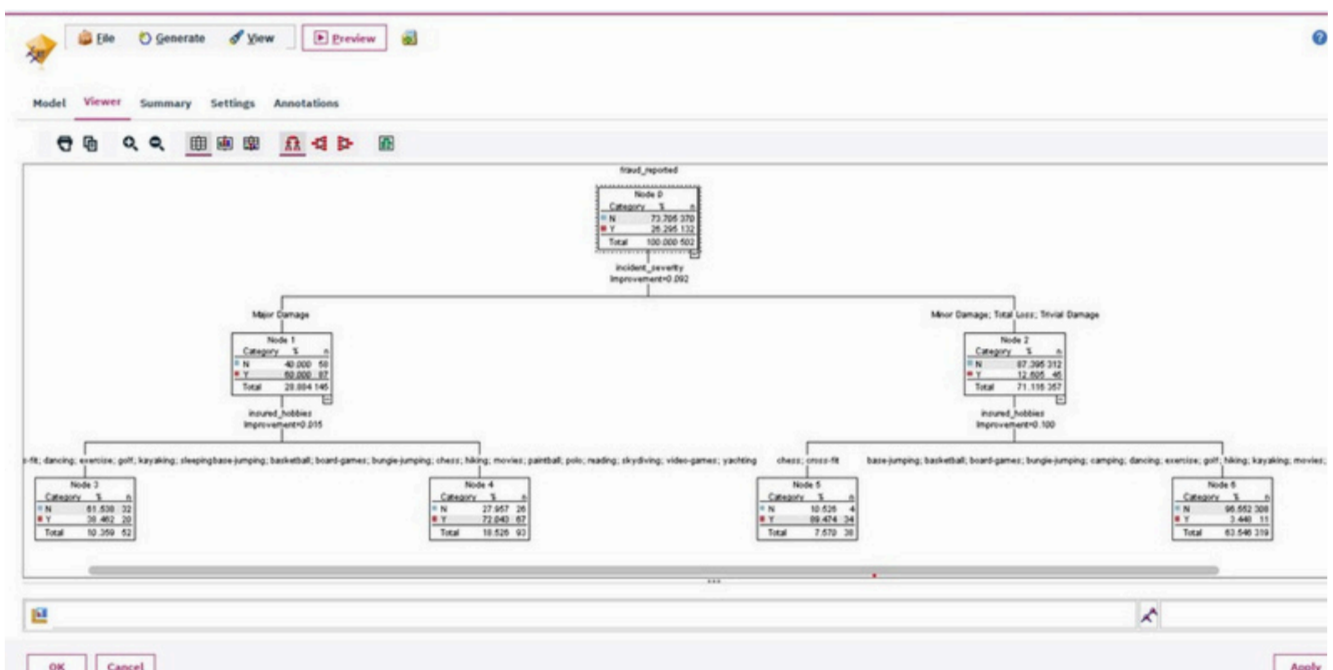 File Generate View Preview
Model Viewer Summary Settings Annotations
fraud_reported
Node 0
Category % n
N 73.705 370
Y 26.295 132
Total 100.000 502
incident_severity
Improvement=0.092
Major Damage
Minor Damage; Total Loss; Trivial Damage
Node 1
Category % n
N 40.000 58
Y 60.000 87
Total 28.884 145
Node 2
Category % n
N 87.395 312
Y 12.605 45
Total 71.116 357
insured_hobbies
Improvement=0.015
insured_hobbies
Improvement=0.100
s-fit; dancing; exercise; golf; kayaking; sleeping
base-jumping; basketball; board-games; bungie-jumping; chess; hiking; movies; paintball; polo; reading; skydiving; video-games; yachting
chess; cross-fit
base-jumping; basketball; board-games; bungie-jumping; camping; dancing; exercise; golf; hiking; kayaking; movies;
Node 3
Category % n
N 61.538 32
Y 38.462 20
Total 10.359 52
Node 4
Category % n
N 27.957 26
Y 72.043 67
Total 18.526 93
Node 5
Category % n
N 10.526 4
Y 89.474 34
Total 7.570 38
Node 6
Category % n
N 96.552 308
Y 3.448 11
Total 63.546 319
OK Cancel Apply